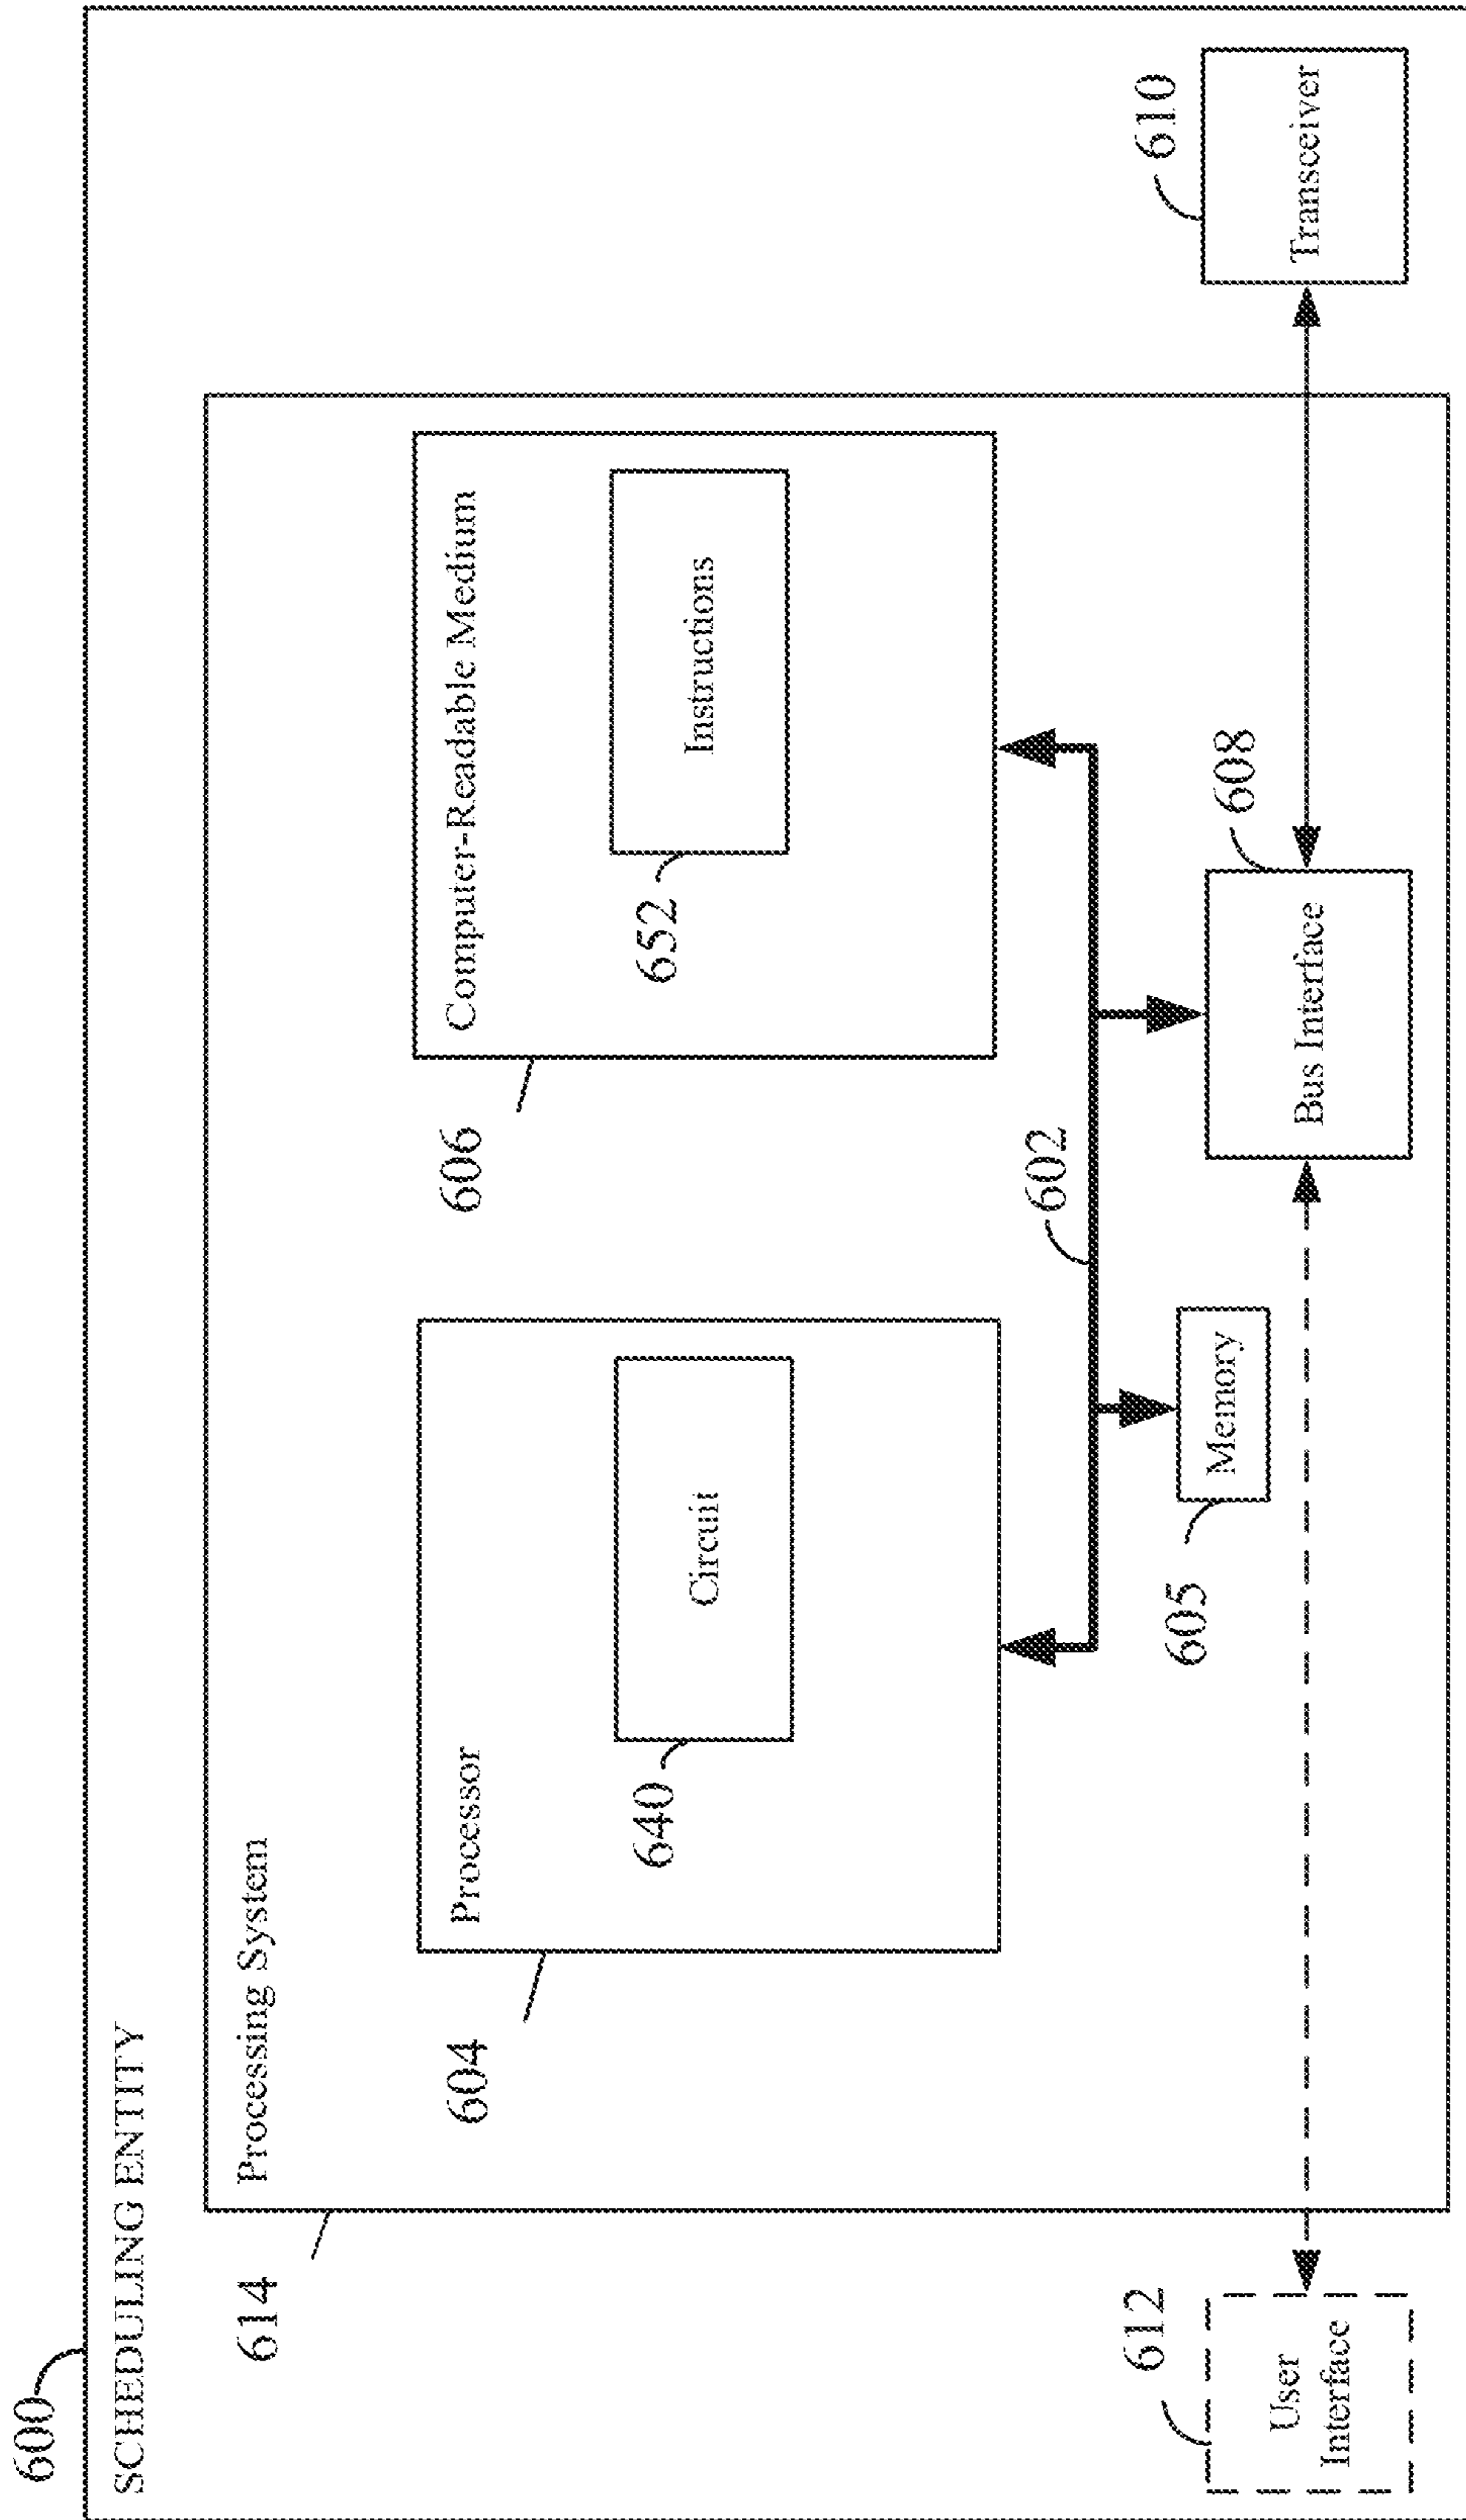 600
SCHEDULING ENTITY
614
Processing System
604
Processor
640
Circuit
606
Computer-Readable Medium
652
Instructions
602
605
Memory
608
Bus Interface
612
User
Interface
610
Transceiver